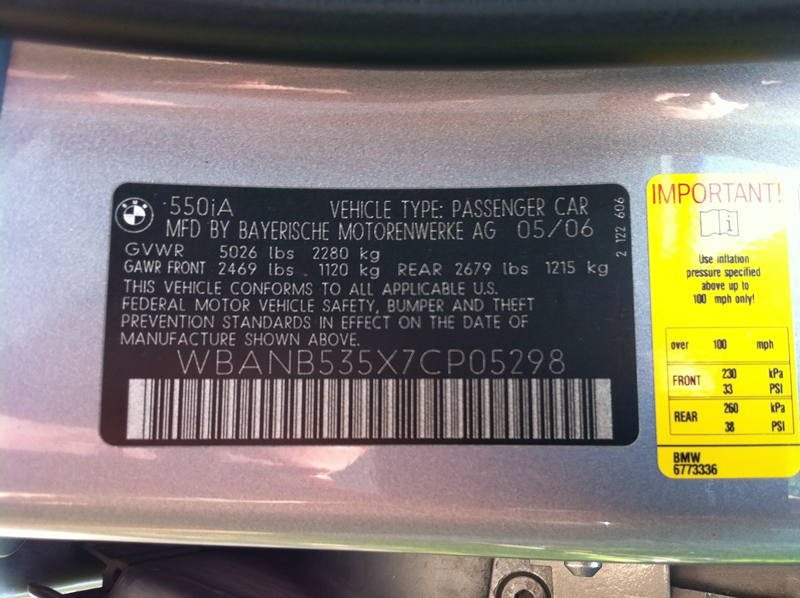 550iA VEHICLE TYPE: PASSENGER CAR
MFD BY BAYERISCHE MOTORENWERKE AG 05/06
GVWR 5026 lbs 2280 kg
GAWR FRONT 2469 lbs 1120 kg REAR 2679 lbs 1215 kg
THIS VEHICLE CONFORMS TO ALL APPLICABLE U.S.
FEDERAL MOTOR VEHICLE SAFETY, BUMPER AND THEFT
PREVENTION STANDARDS IN EFFECT ON THE DATE OF
MANUFACTURE SHOWN ABOVE.
WBANB535X7CP05298
2 122 606
IMPORTANT!
i
Use inflation
pressure specified
above up to
100 mph only!
over 100 mph
FRONT 230 kPa
33 PSI
REAR 260 kPa
38 PSI
BMW
6773336